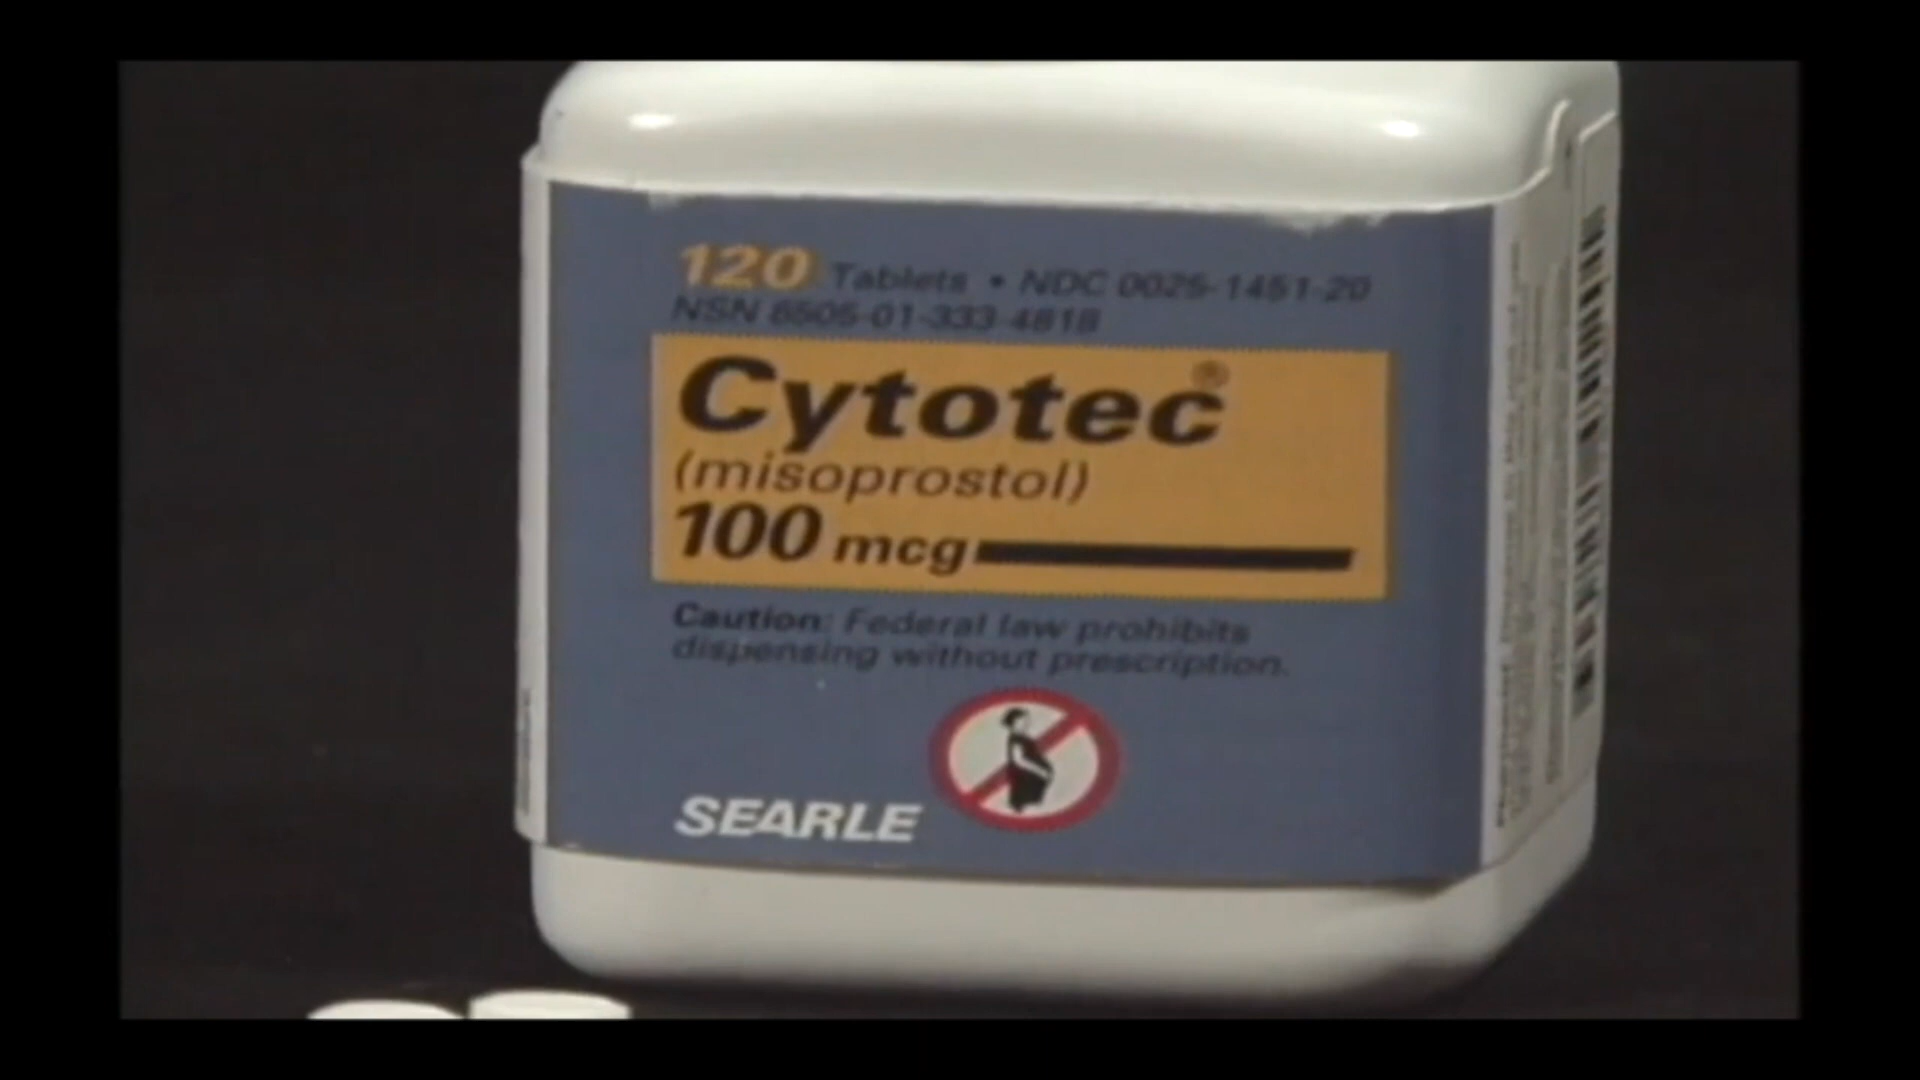 120 Tablets • NDC 0025-1451-20
NSN 6505-01-333-4818
Cytotec®
(misoprostol)
100 mcg
Caution: Federal law prohibits
dispensing without prescription.
SEARLE